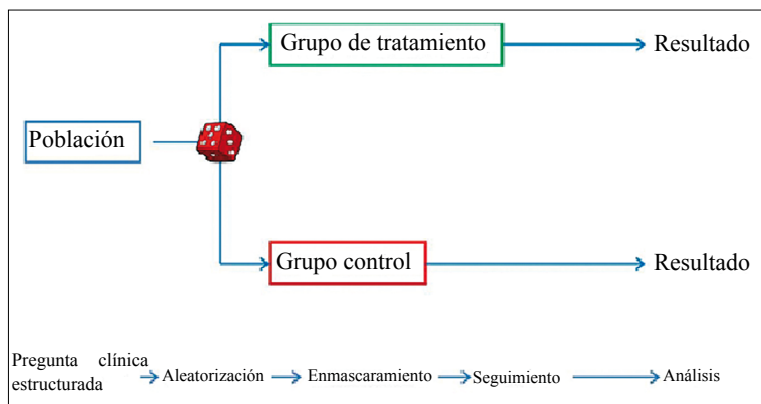 Grupo de tratamiento
Resultado
Población
Grupo control
Resultado
Pregunta clínica
estructurada
Aleatorización
Enmascaramiento
Seguimiento
Análisis